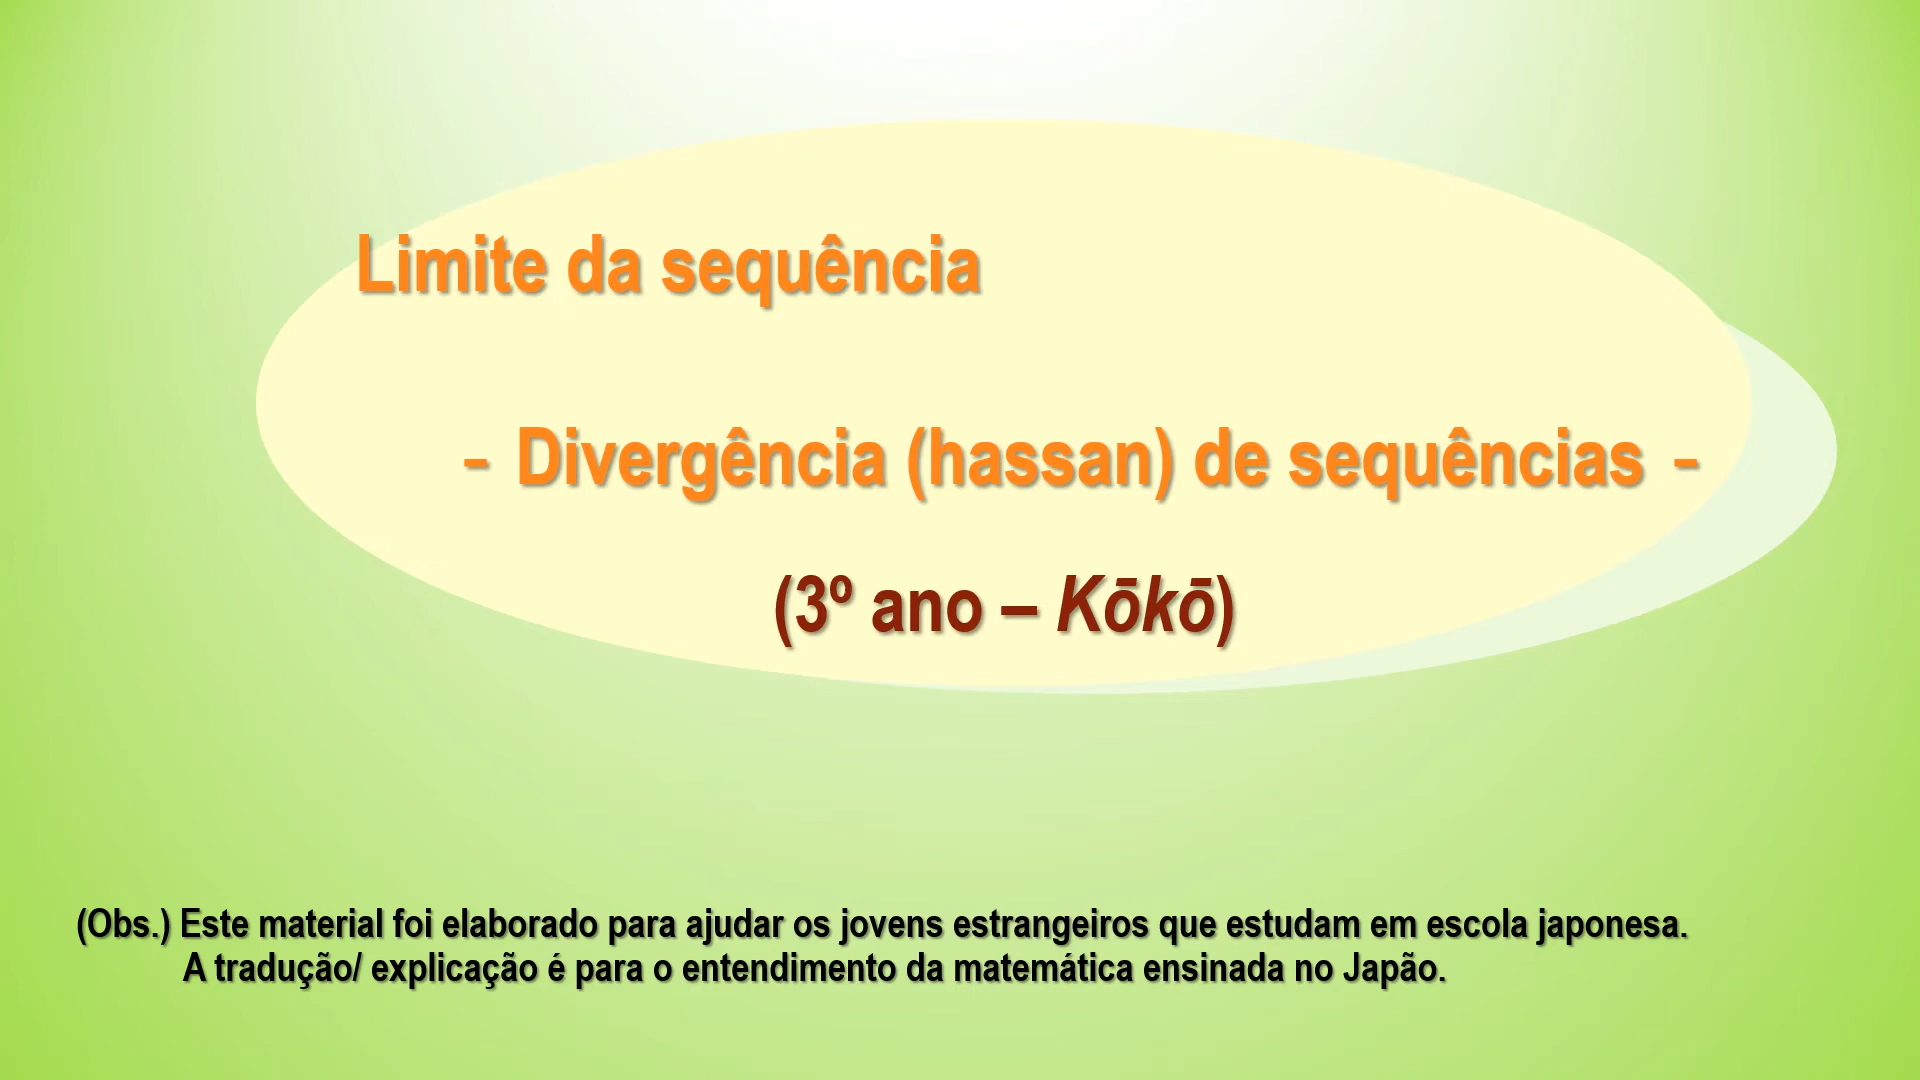 Limite da sequência
- Divergência (hassan) de sequências -
(3º ano – Kōkō)
(Obs.) Este material foi elaborado para ajudar os jovens estrangeiros que estudam em escola japonesa.
A tradução/ explicação é para o entendimento da matemática ensinada no Japão.